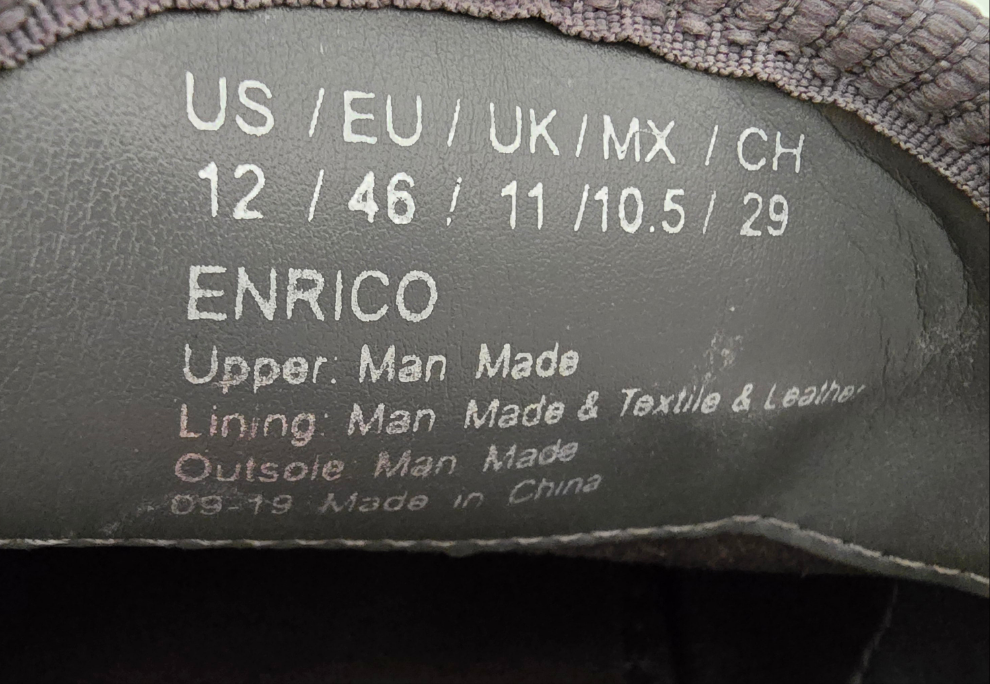 US / EU / UK / MX / CH
12 / 46 / 11 / 10.5 / 29
ENRICO
Upper: Man Made
Lining: Man Made & Textile & Leather
Outsole: Man Made
09-19 Made in China